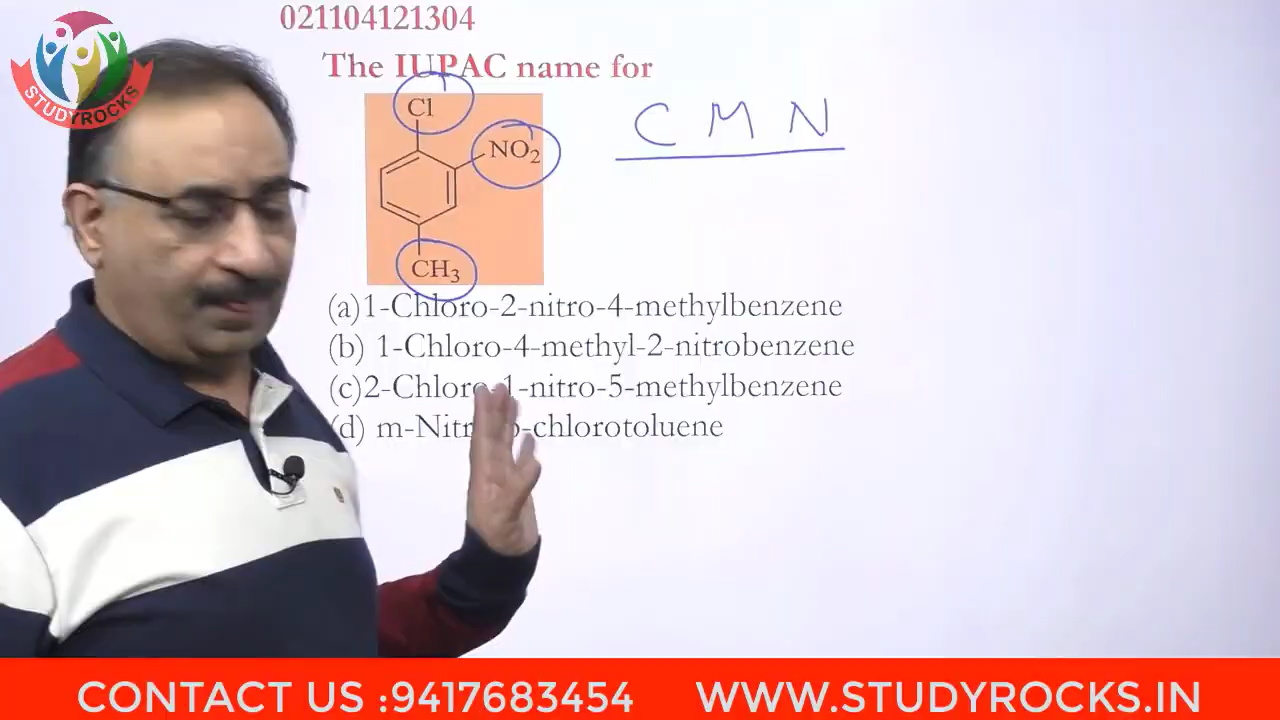 021104121304
The IUPAC name for
STUDYROCKS
Cl
NO2
CH3
C M N
(a)1-Chloro-2-nitro-4-methylbenzene
(b) 1-Chloro-4-methyl-2-nitrobenzene
(c)2-Chloro-1-nitro-5-methylbenzene
(d) m-Nitr -chlorotoluene
CONTACT US :9417683454 WWW.STUDYROCKS.IN